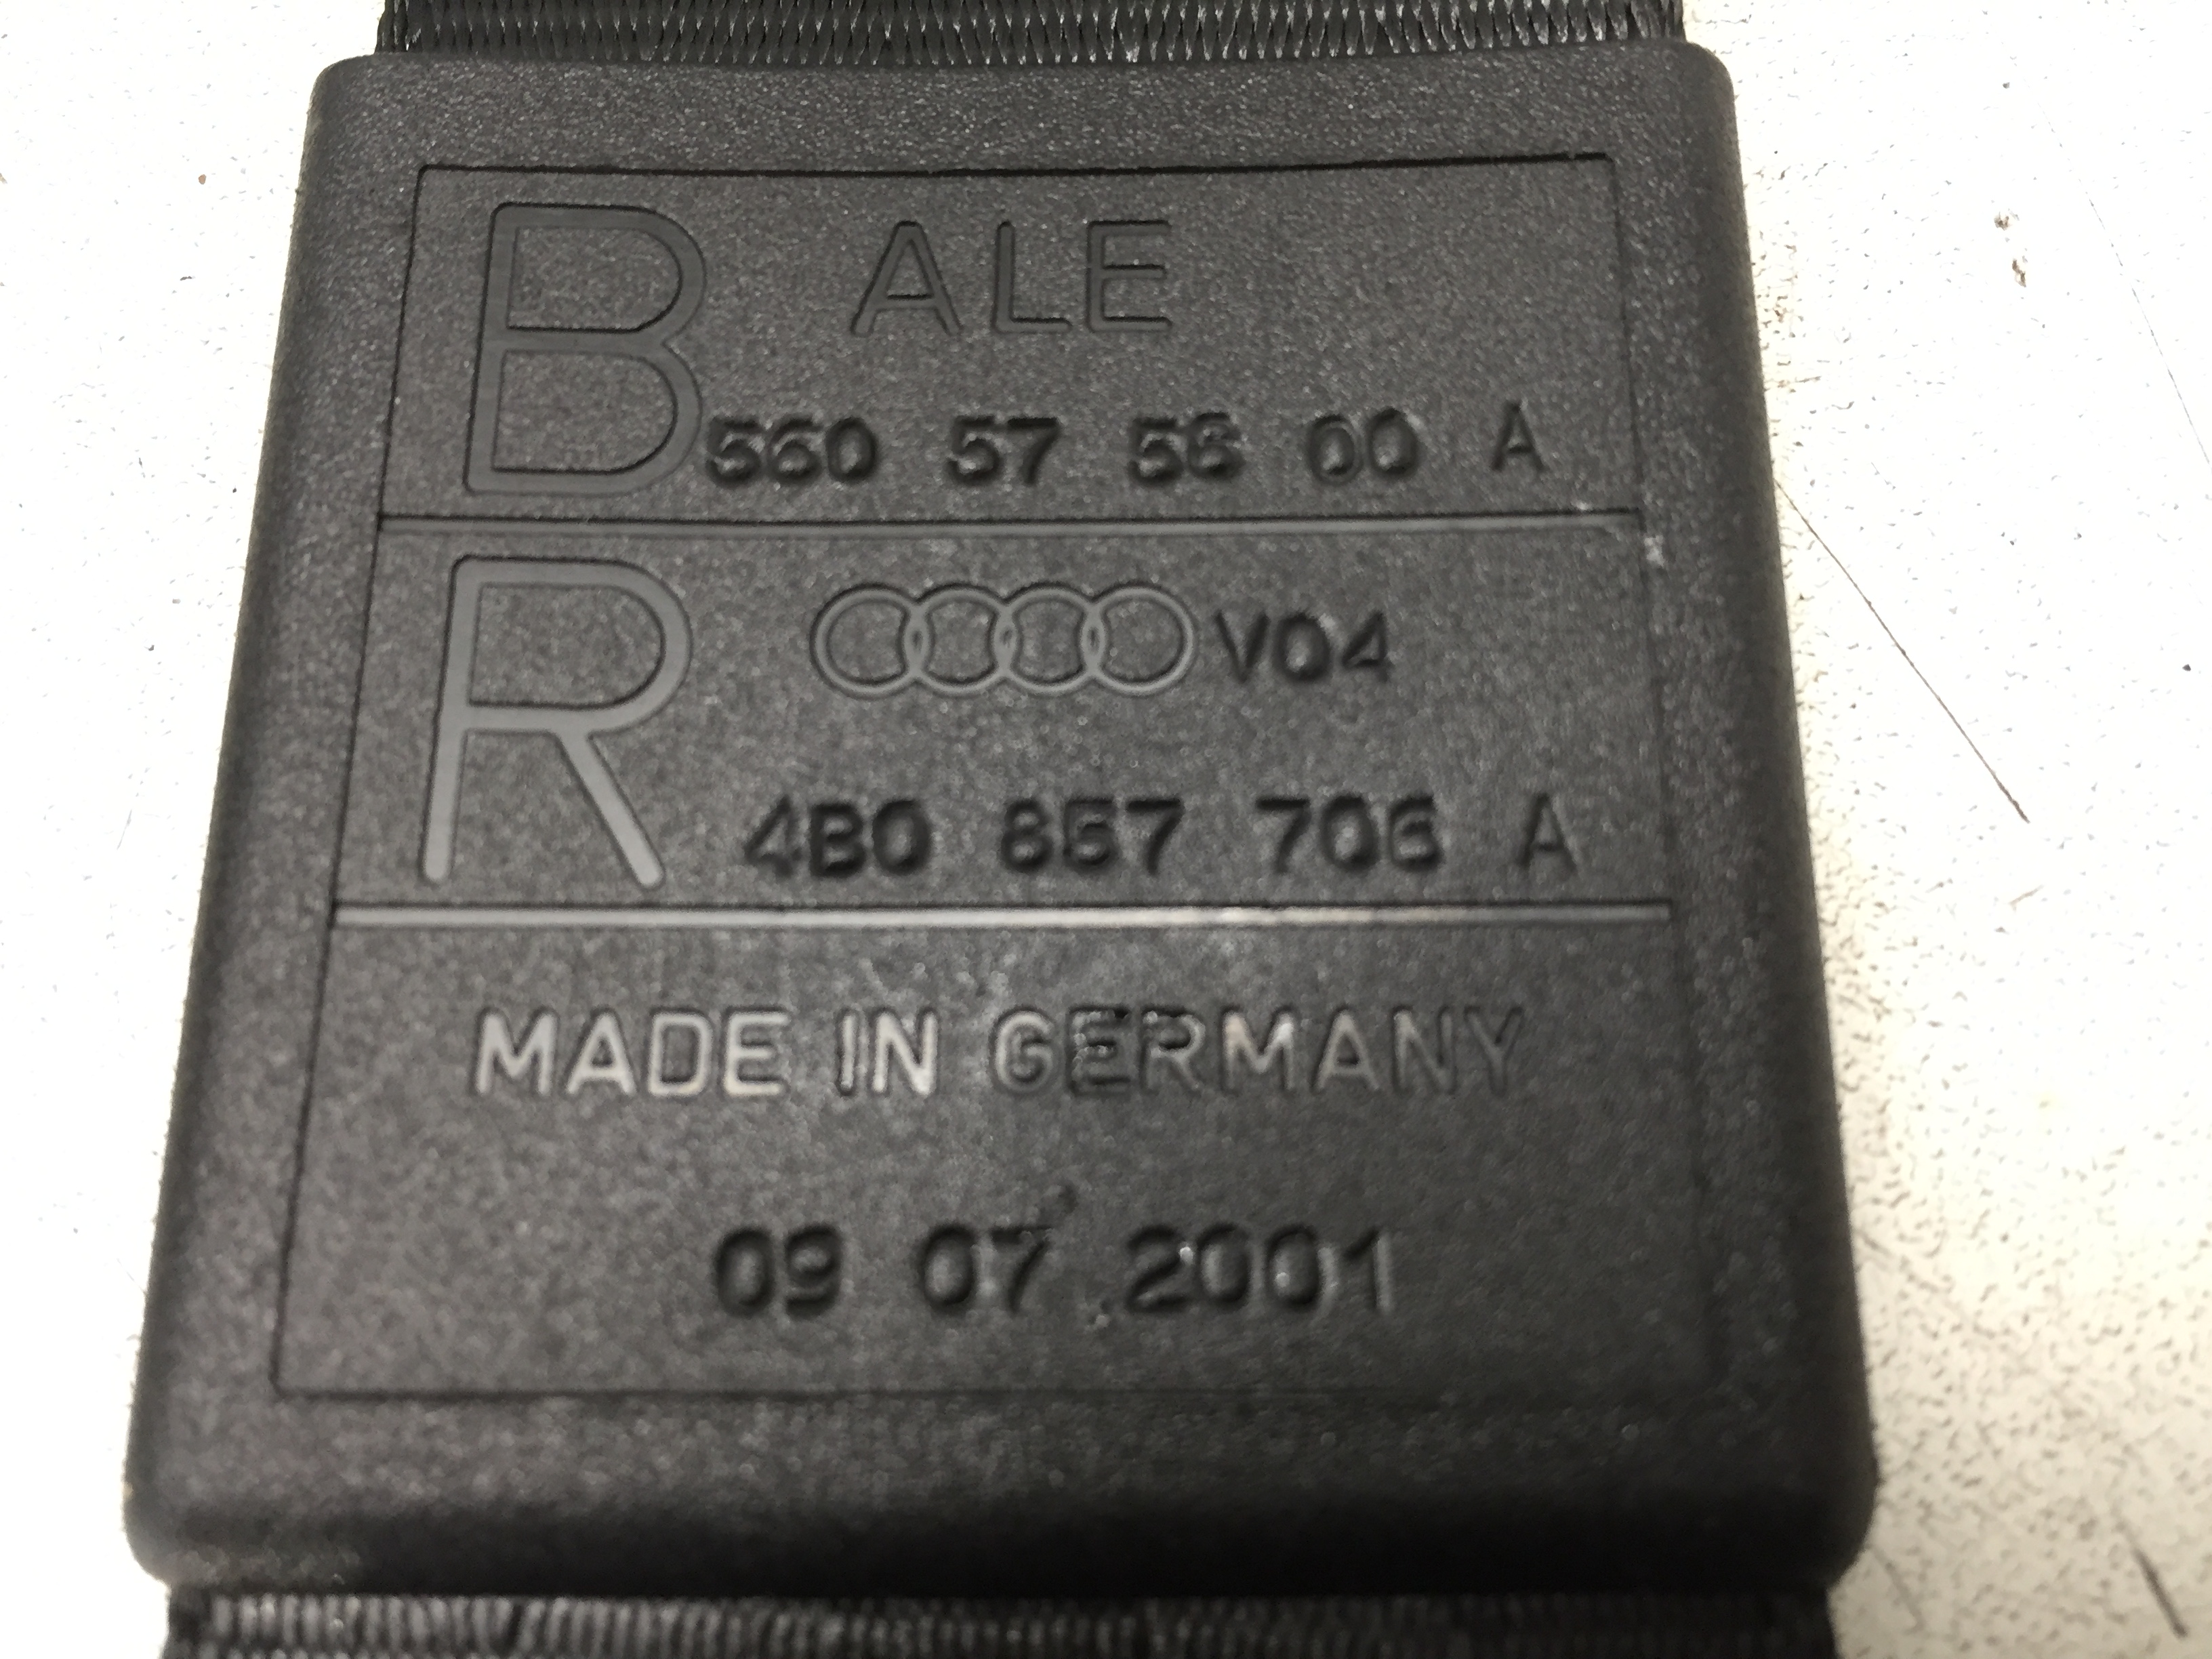 B ALE
560 57 56 00 A
R V04
4B0 857 706 A
MADE IN GERMANY
09 07 2001